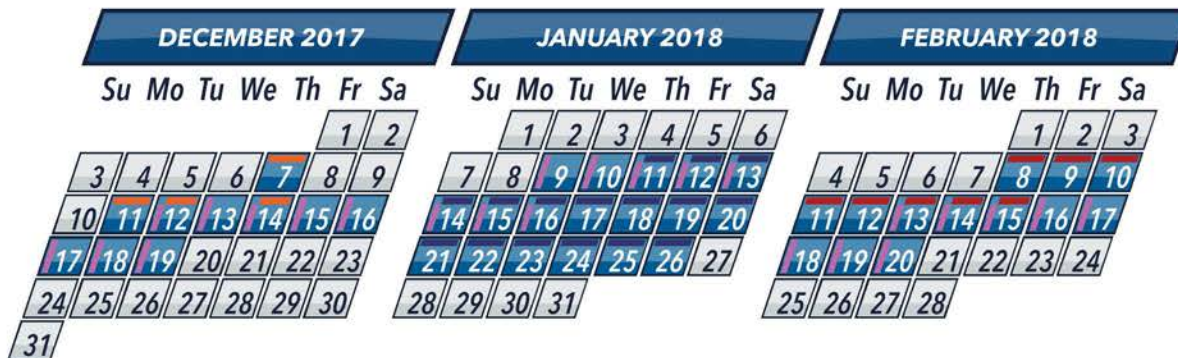 DECEMBER 2017
Su Mo Tu We Th Fr Sa
1 2
3 4 5 6 7 8 9
10 11 12 13 14 15 16
17 18 19 20 21 22 23
24 25 26 27 28 29 30
31
JANUARY 2018
Su Mo Tu We Th Fr Sa
1 2 3 4 5 6
7 8 9 10 11 12 13
14 15 16 17 18 19 20
21 22 23 24 25 26 27
28 29 30 31
FEBRUARY 2018
Su Mo Tu We Th Fr Sa
1 2 3
4 5 6 7 8 9 10
11 12 13 14 15 16 17
18 19 20 21 22 23 24
25 26 27 28